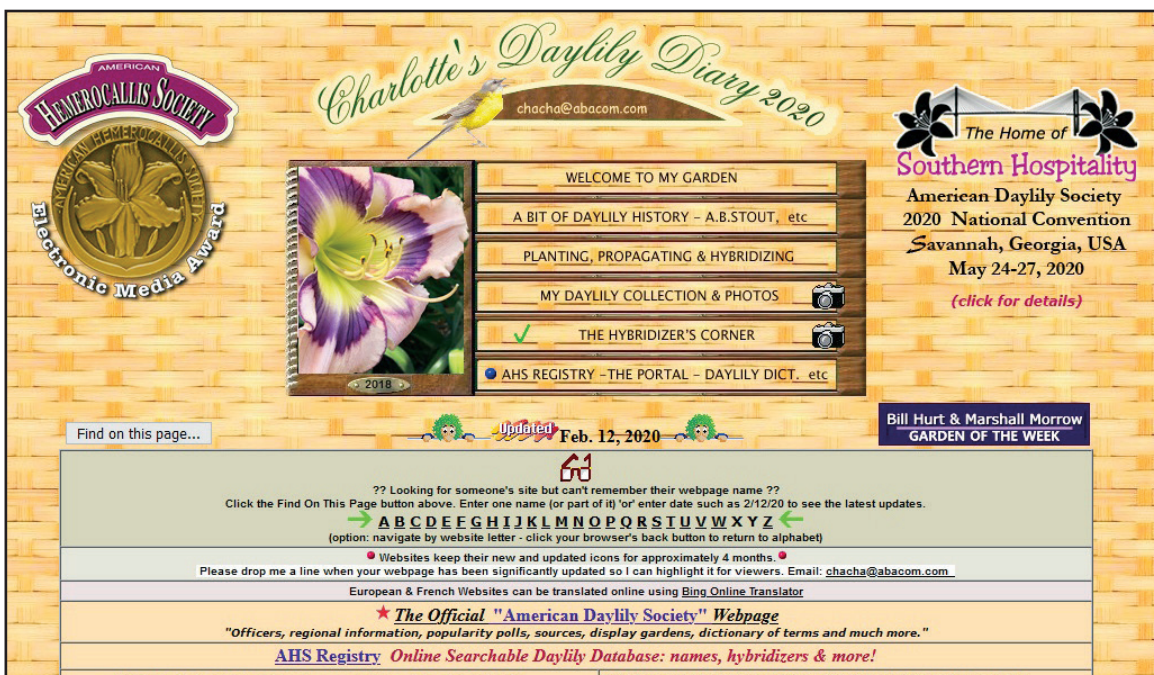 AMERICAN
HEMEROCALLIS SOCIETY
AMERICAN HEMEROCALLIS SOCIETY
Electronic Media Award
Charlotte's Daylily Diary 2020
chacha@abacom.com
WELCOME TO MY GARDEN
A BIT OF DAYLILY HISTORY – A.B.STOUT, etc
PLANTING, PROPAGATING & HYBRIDIZING
MY DAYLILY COLLECTION & PHOTOS
THE HYBRIDIZER'S CORNER
AHS REGISTRY –THE PORTAL – DAYLILY DICT. etc
2018
The Home of
Southern Hospitality
American Daylily Society
2020 National Convention
Savannah, Georgia, USA
May 24-27, 2020
(click for details)
Find on this page...
Updated Feb. 12, 2020
Bill Hurt & Marshall Morrow
GARDEN OF THE WEEK
?? Looking for someone's site but can't remember their webpage name ??
Click the Find On This Page button above. Enter one name (or part of it) 'or' enter date such as 2/12/20 to see the latest updates.
A B C D E F G H I J K L M N O P Q R S T U V W X Y Z
(option: navigate by website letter - click your browser's back button to return to alphabet)
Websites keep their new and updated icons for approximately 4 months.
Please drop me a line when your webpage has been significantly updated so I can highlight it for viewers. Email: chacha@abacom.com
European & French Websites can be translated online using Bing Online Translator
The Official "American Daylily Society" Webpage
"Officers, regional information, popularity polls, sources, display gardens, dictionary of terms and much more."
AHS Registry Online Searchable Daylily Database: names, hybridizers & more!